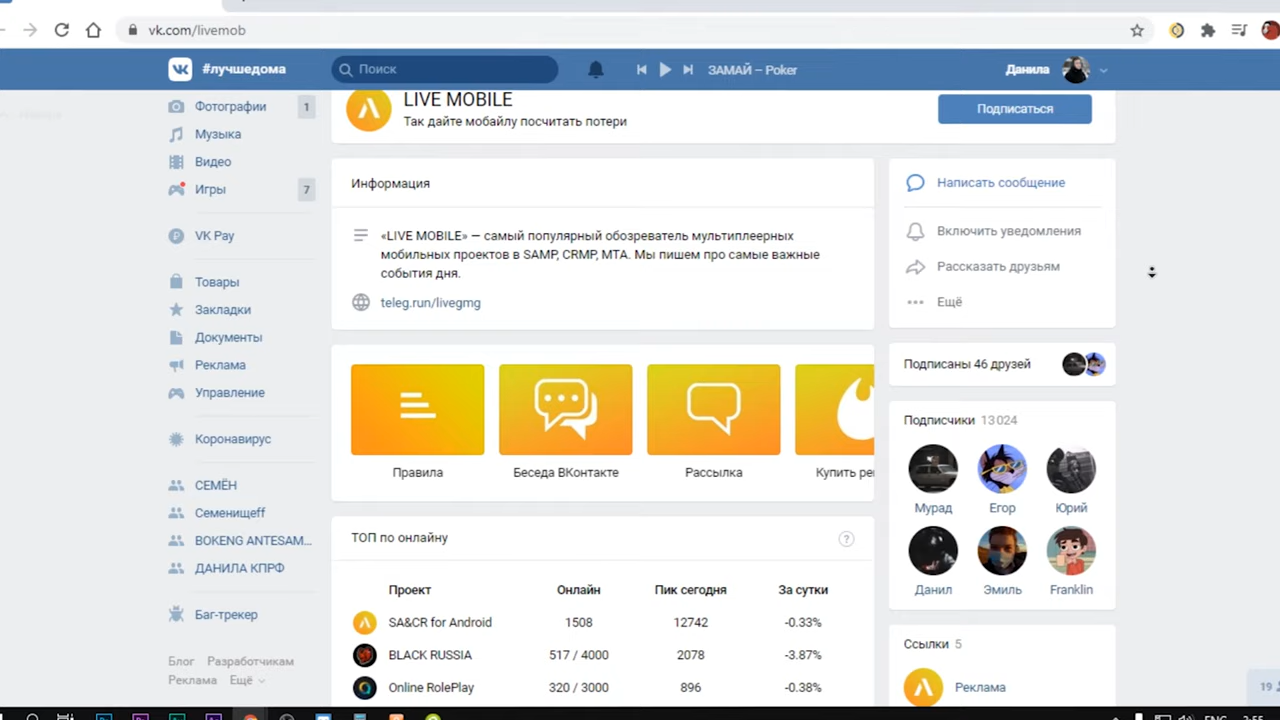 vk.com/livemob
#лучшедома
Поиск
ЗАМАЙ – Poker
Данила
Фотографии 1
Музыка
Видео
Игры 7
VK Pay
Товары
Закладки
Документы
Реклама
Управление
Коронавирус
СЕМЁН
Семенищеff
BOKENG ANTESAM...
ДАНИЛА КПРФ
Баг-трекер
Блог Разработчикам
Реклама Ещё
LIVE MOBILE
Так дайте мобайлу посчитать потери
Подписаться
Информация
«LIVE MOBILE» — самый популярный обозреватель мультиплеерных
мобильных проектов в SAMP, CRMP, MTA. Мы пишем про самые важные
события дня.
teleg.run/livegmg
Правила
Беседа ВКонтакте
Рассылка
Купить
ТОП по онлайну
?
Проект Онлайн Пик сегодня За сутки
SA&CR for Android 1508 12742 -0.33%
BLACK RUSSIA 517 / 4000 2078 -3.87%
Online RolePlay 320 / 3000 896 -0.38%
Написать сообщение
Включить уведомления
Рассказать друзьям
Ещё
Подписаны 46 друзей
Подписчики 13 024
Мурад Егор Юрий
Данил Эмиль Franklin
Ссылки 5
Реклама
19